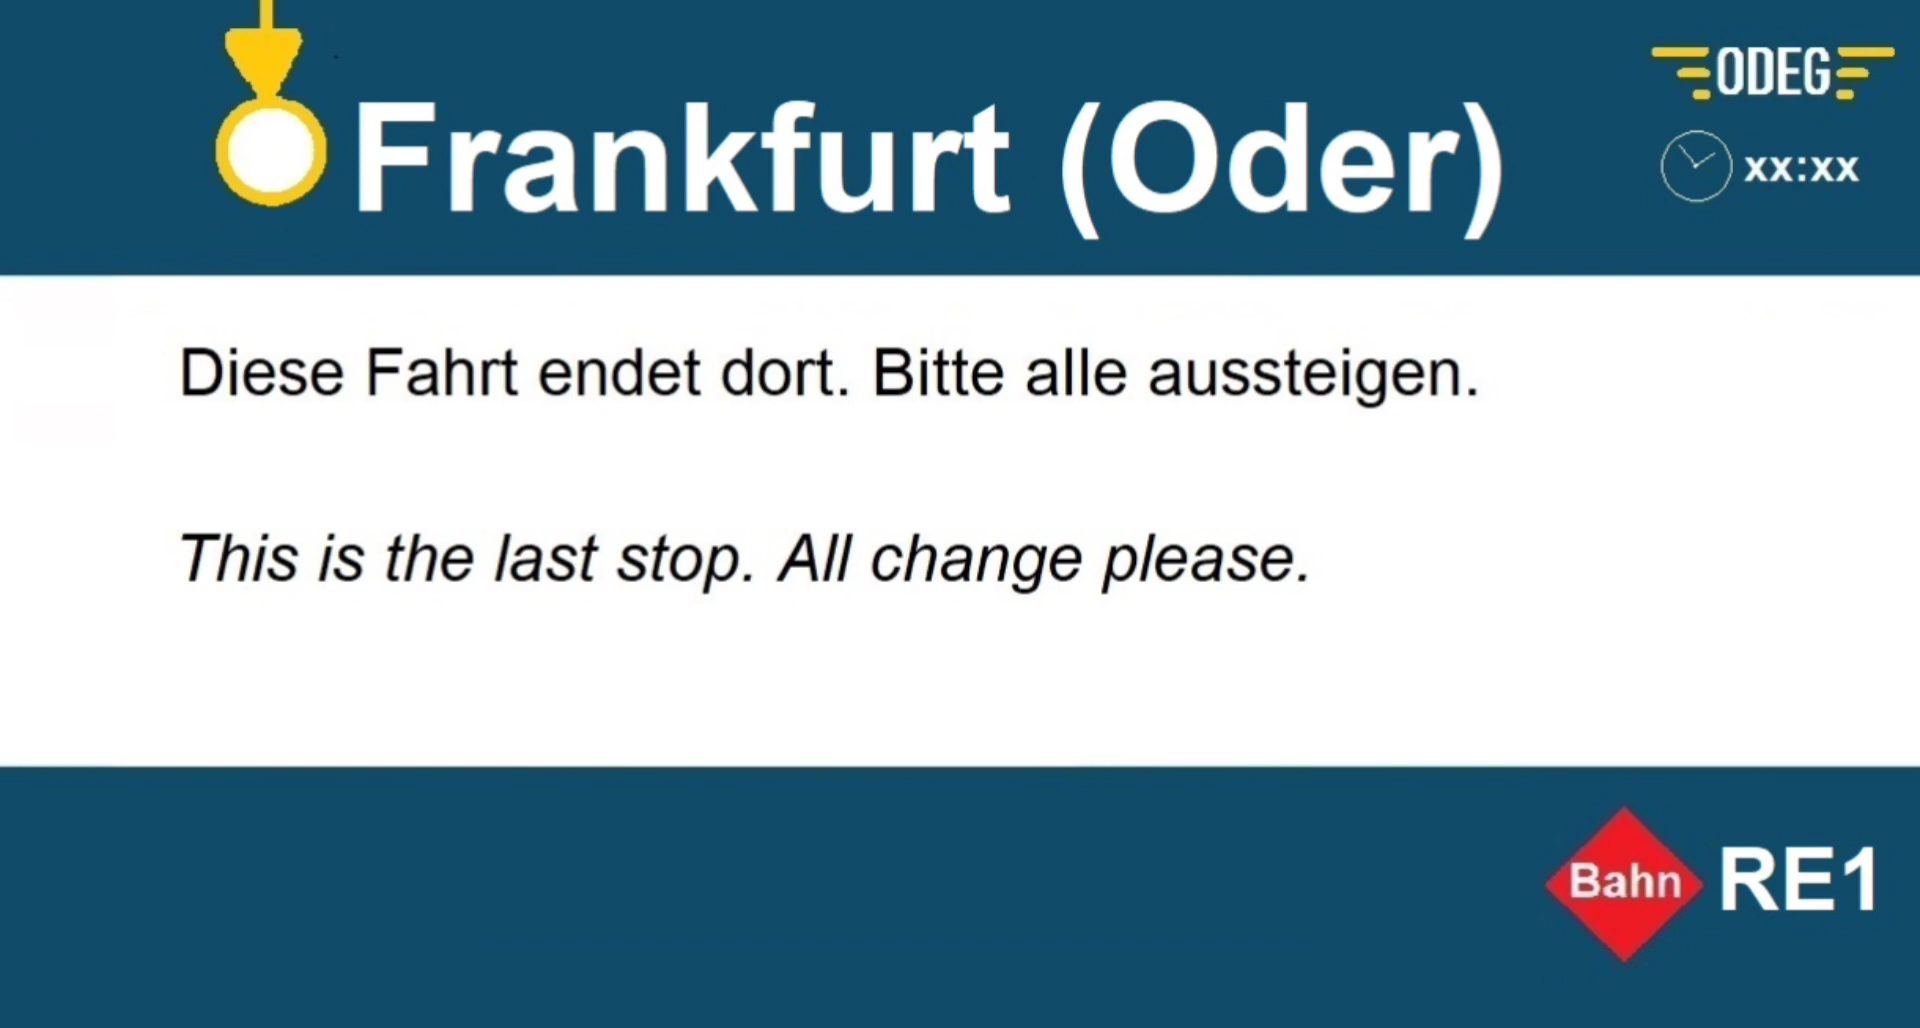 ODEG
Frankfurt (Oder)
xx:xx
Diese Fahrt endet dort. Bitte alle aussteigen.
This is the last stop. All change please.
Bahn RE1